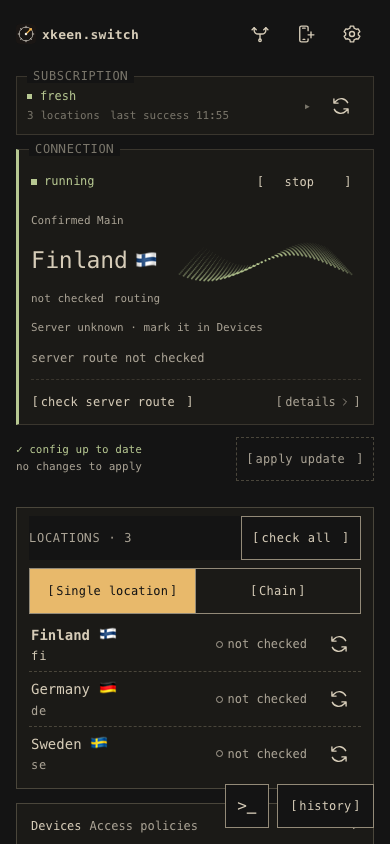 xkeen.switch
SUBSCRIPTION
fresh
3 locations last success 11:55
CONNECTION
running
[ stop ]
Confirmed Main
Finland
not checked routing
Server unknown · mark it in Devices
server route not checked
[check server route ]
[details > ]
✓ config up to date
no changes to apply
[apply update ]
LOCATIONS · 3
[check all ]
[Single location]
[Chain]
Finland
fi
not checked
Germany
de
not checked
Sweden
se
not checked
>_
[history]
Devices Access policies